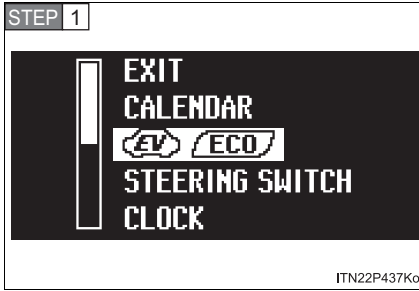 STEP 1
EXIT
CALENDAR
EV ECO
STEERING SWITCH
CLOCK
ITN22P437Ko